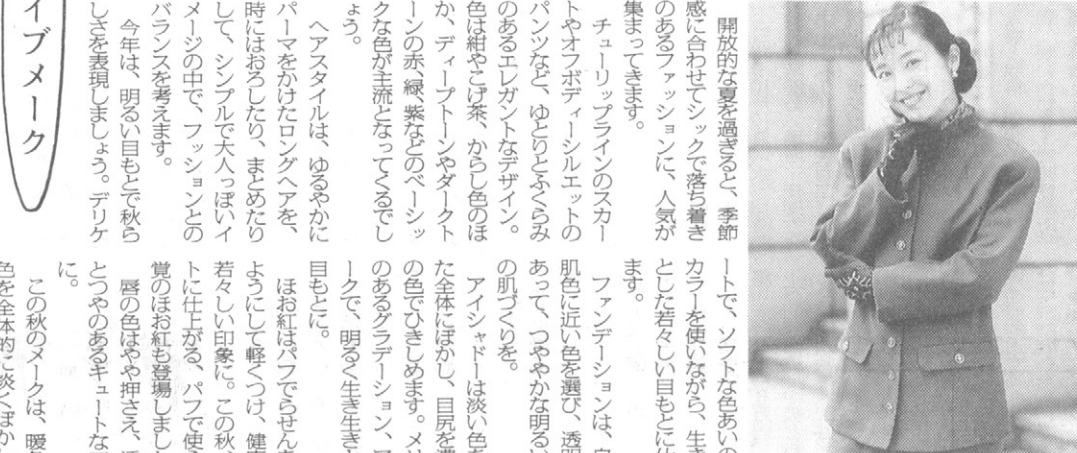 開放的な夏を過ぎると、季節
感に合わせてシックで落ち着き
のあるファッションに、人気が
集まってきます。
チューリップラインのスカー
トやオフボディーシルエットの
パンツなど、ゆとりとふくらみ
のあるエレガントなデザイン。
色は紺やこげ茶、からし色のほ
か、ディープトーンやダークト
ーンの赤、緑、紫などのベーシッ
クな色が主流となってくるでし
ょう。
ヘアスタイルは、ゆるやかに
パーマをかけたロングヘアを、
時にはおろしたり、まとめたり
して、シンプルで大人っぽいイ
メージの中で、フッションとの
バランスを考えます。
今年は、明るい目もとで秋ら
しさを表現しましょう。デリケ
ートで、ソフトな色あいの
カラーを使いながら、生き
とした若々しい目もとに仕
ます。
ファンデーションは、自
肌色に近い色を選び、透明
あって、つややかな明るい
の肌づくりを。
アイシャドーは淡い色を
た全体にぼかし、目尻を濃
の色でひきしめます。メリ
のあるグラデーション、マ
ークで、明るく生き生きと
目もとに。
ほお紅はパフでらせんを
ようにして軽くつけ、健康
若々しい印象に。この秋、
トに仕上がる、パフで使う
覚のほお紅も登場しまし
唇の色はやや押さえ、
とつやのあるキュートな
に。
この秋のメークは、暖
色を全体的に淡くぼか
イブメーク